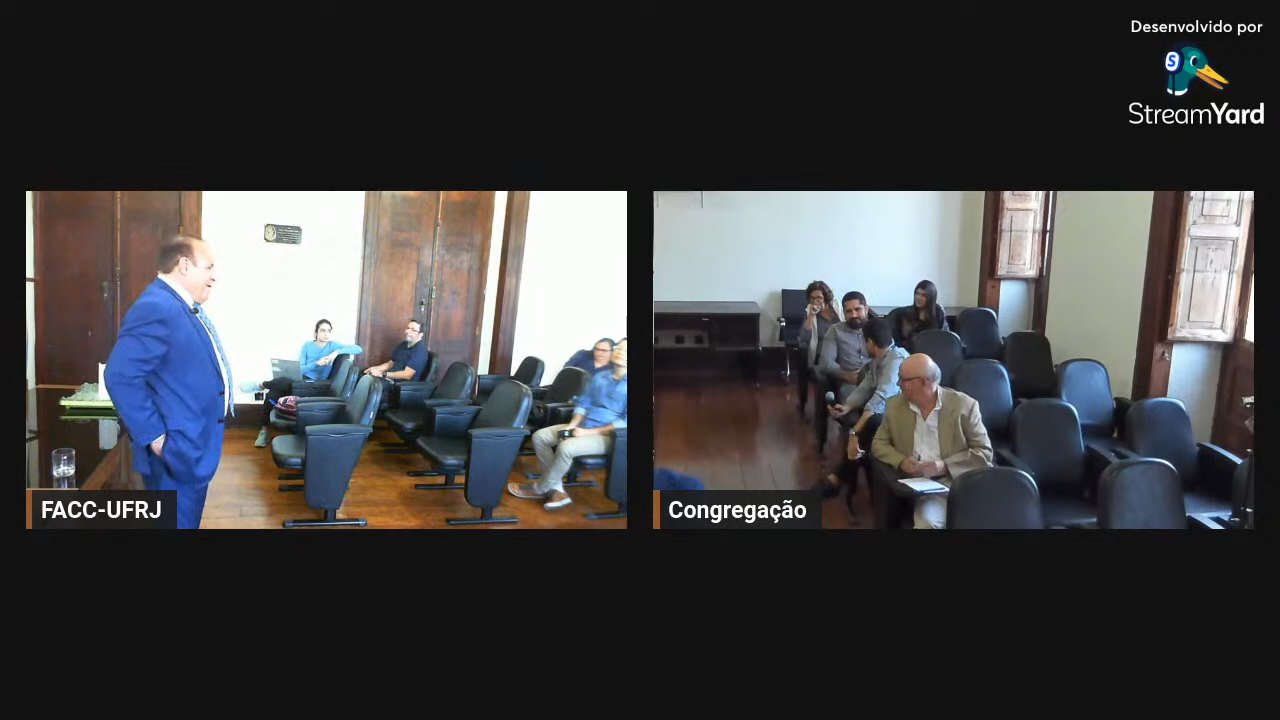 Desenvolvido por
S
StreamYard
FACC-UFRJ
Congregação